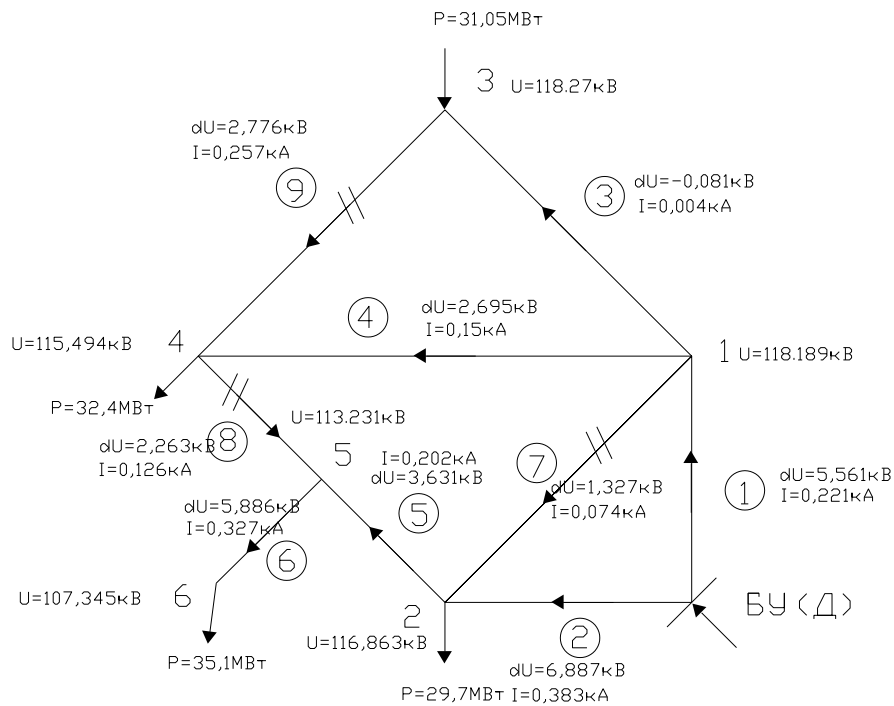 P=31,05МВт
3 U=118.27кВ
dU=2,776кВ
I=0,257кА
9
dU=-0,081кВ
3
I=0,004кА
4
dU=2,695кВ
I=0,15кА
U=115,494кВ 4
1 U=118.189кВ
P=32,4МВт
U=113.231кВ
8
dU=2,263кВ
I=0,126кА
5
I=0,202кА
dU=3,631кВ
7
dU=1,327кВ
I=0,074кА
1
dU=5,561кВ
I=0,221кА
dU=5,886кВ
I=0,327кА
5
6
U=107,345кВ 6
2
БУ(Д)
U=116,863кВ
2
P=35,1МВт
dU=6,887кВ
P=29,7МВт I=0,383кА